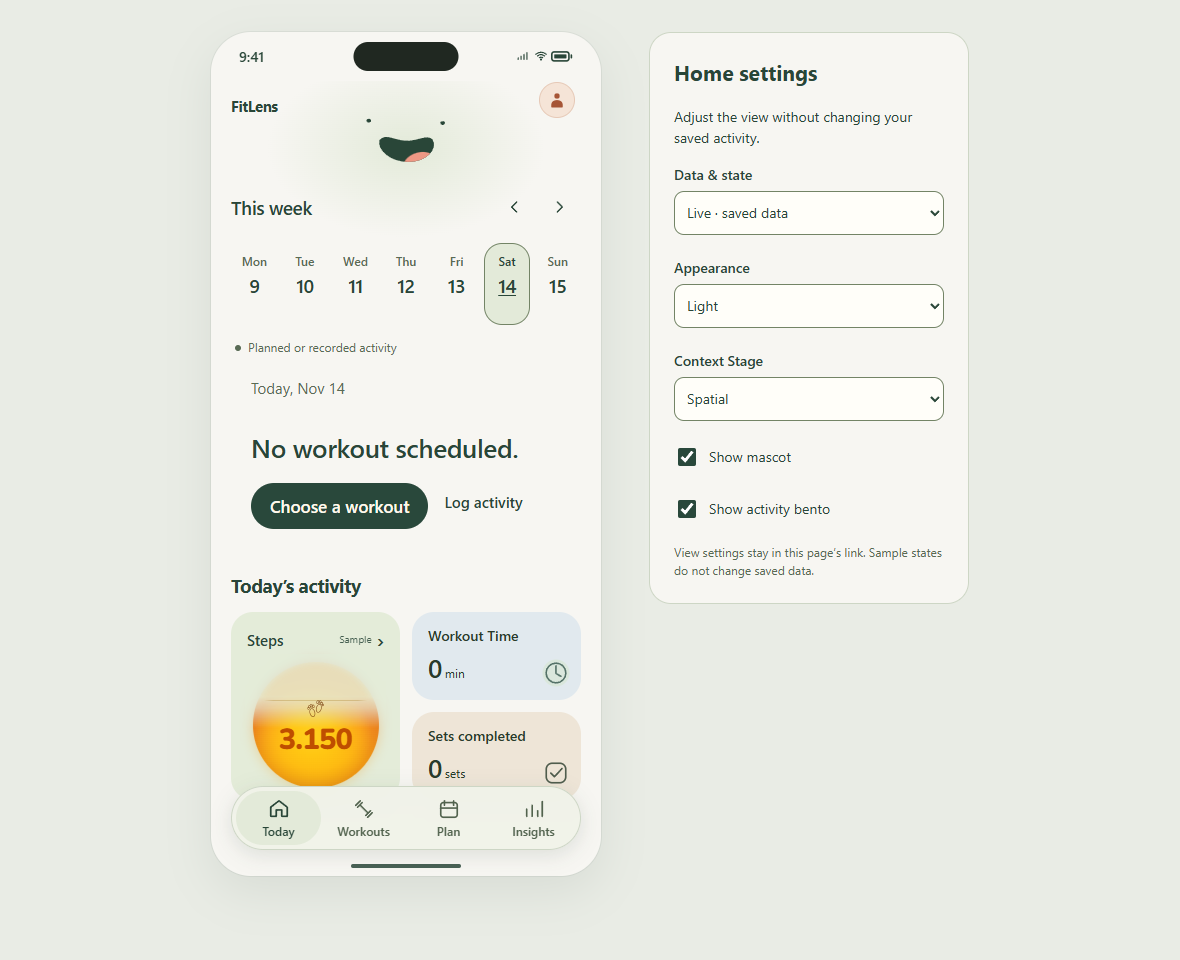 9:41
FitLens
This week
Mon Tue Wed Thu Fri Sat Sun
9 10 11 12 13 14 15
Planned or recorded activity
Today, Nov 14
No workout scheduled.
Choose a workout Log activity
Today’s activity
Steps Sample
3.150
Workout Time
0 min
Sets completed
0 sets
Today Workouts Plan Insights
Home settings
Adjust the view without changing your
saved activity.
Data & state
Live · saved data
Appearance
Light
Context Stage
Spatial
Show mascot
Show activity bento
View settings stay in this page’s link. Sample states
do not change saved data.